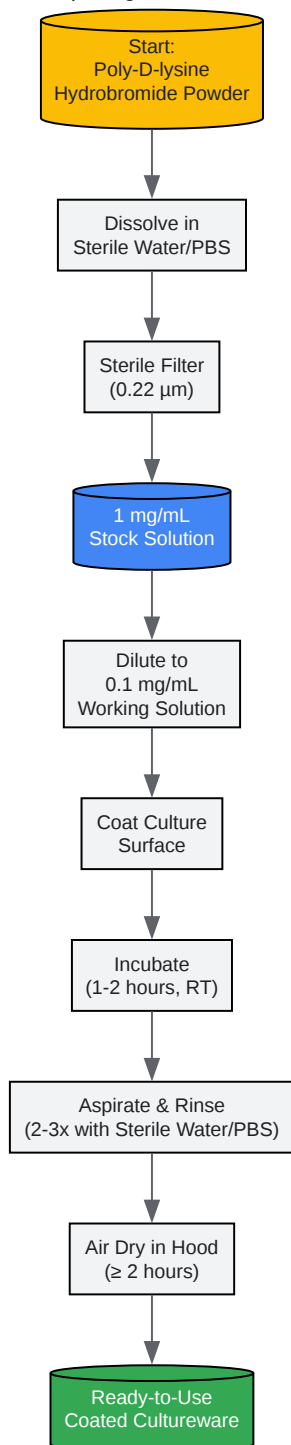 Start:
Poly-D-lysine
Hydrobromide Powder
Dissolve in
Sterile Water/PBS
Sterile Filter
(0.22 µm)
1 mg/mL
Stock Solution
Dilute to
0.1 mg/mL
Working Solution
Coat Culture
Surface
Incubate
(1-2 hours, RT)
Aspirate & Rinse
(2-3x with Sterile Water/PBS)
Air Dry in Hood
(≥ 2 hours)
Ready-to-Use
Coated Cultureware